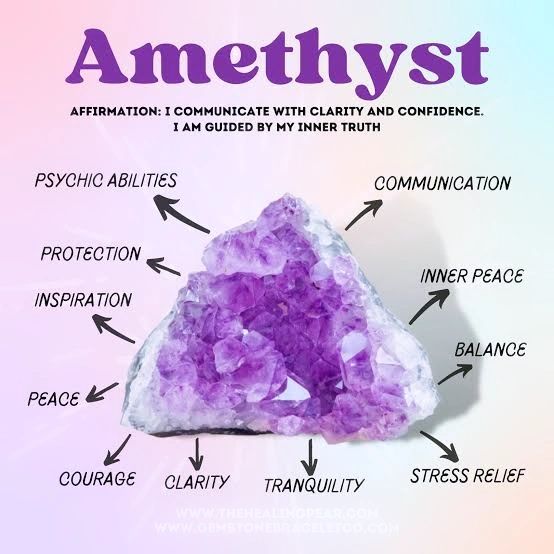 Amethyst
AFFIRMATION: I COMMUNICATE WITH CLARITY AND CONFIDENCE.
I AM GUIDED BY MY INNER TRUTH
PSYCHIC ABILITIES
COMMUNICATION
PROTECTION
INNER PEACE
INSPIRATION
BALANCE
PEACE
COURAGE
CLARITY
TRANQUILITY
STRESS RELIEF
WWW.THEHEALINGPEAR.COM
WWW.GEMSTONEBRACELETCO.COM